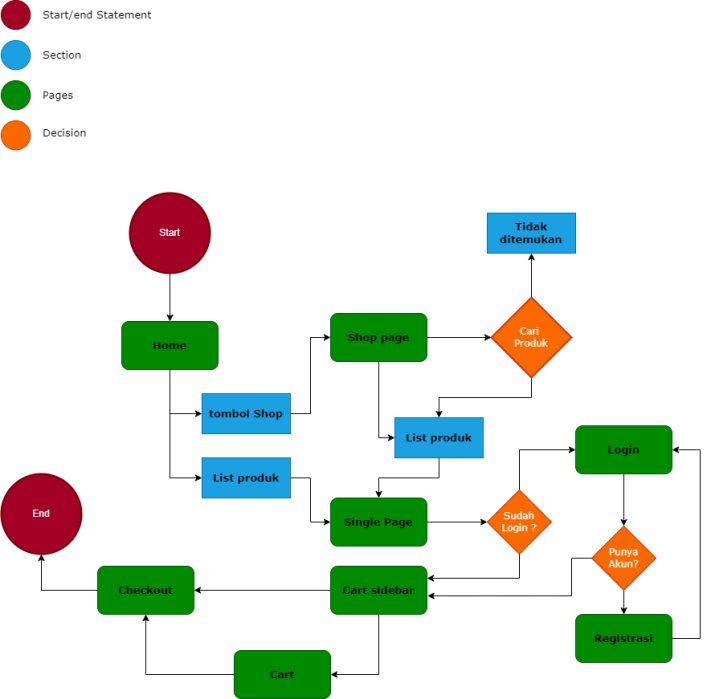 Start/end Statement
Section
Pages
Decision
Tidak
ditemukan
Start
Cari
Produk
Shop page
Home
tombol Shop
List produk
Login
List produk
End
Single Page
Sudah
Login ?
Punya
Akun?
Checkout
Cart sidebar
Registrasi
Cart